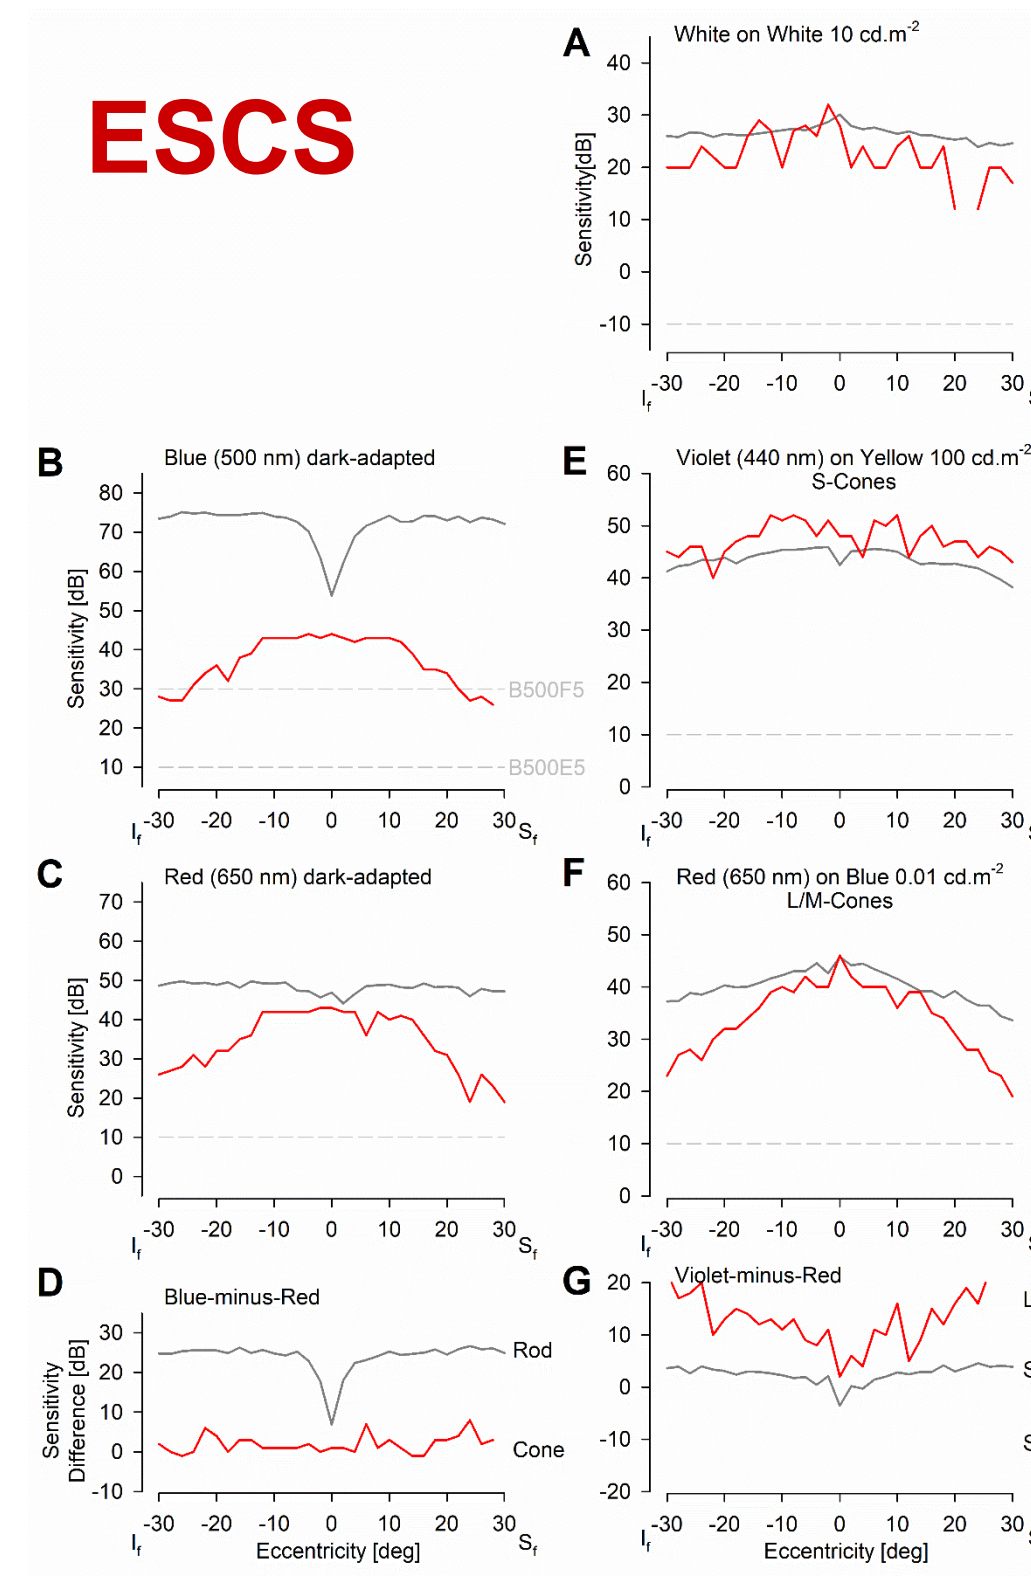 ESCS
A
White on White 10 cd.m-2
Sensitivity[dB]
40
30
20
10
0
-10
-30 -20 -10 0 10 20 30
If
B
Blue (500 nm) dark-adapted
Sensitivity [dB]
80
70
60
50
40
30
20
10
B500F5
B500E5
-30 -20 -10 0 10 20 30
If Sf
E
Violet (440 nm) on Yellow 100 cd.m-2
S-Cones
60
50
40
30
20
10
0
-30 -20 -10 0 10 20 30
If
C
Red (650 nm) dark-adapted
Sensitivity [dB]
70
60
50
40
30
20
10
0
-30 -20 -10 0 10 20 30
If Sf
F
Red (650 nm) on Blue 0.01 cd.m-2
L/M-Cones
60
50
40
30
20
10
0
-30 -20 -10 0 10 20 30
If
D
Blue-minus-Red
Sensitivity
Difference [dB]
30
20
10
0
-10
Rod
Cone
-30 -20 -10 0 10 20 30
If Sf
Eccentricity [deg]
G
Violet-minus-Red
20
10
0
-10
-20
L
S
S
-30 -20 -10 0 10 20 30
If
Eccentricity [deg]